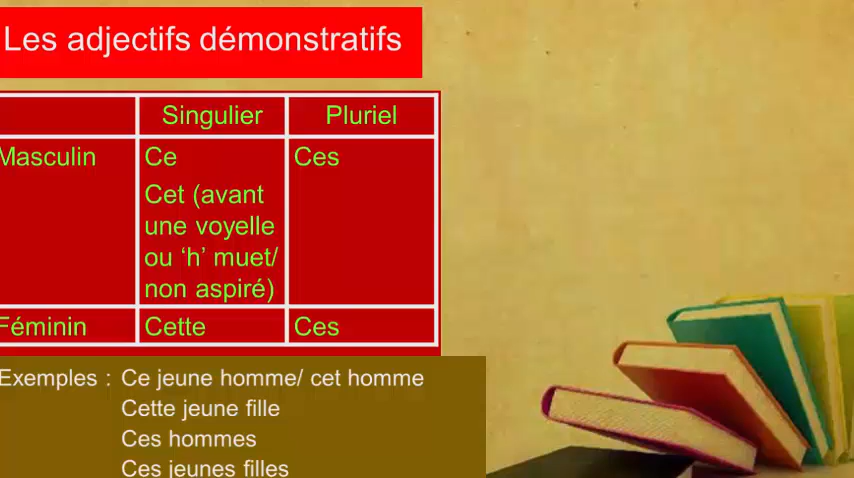 Les adjectifs démonstratifs
Singulier Pluriel
Masculin Ce Ces
Cet (avant
une voyelle
ou ‘h’ muet/
non aspiré)
Féminin Cette Ces
Exemples : Ce jeune homme/ cet homme
Cette jeune fille
Ces hommes
Ces jeunes filles